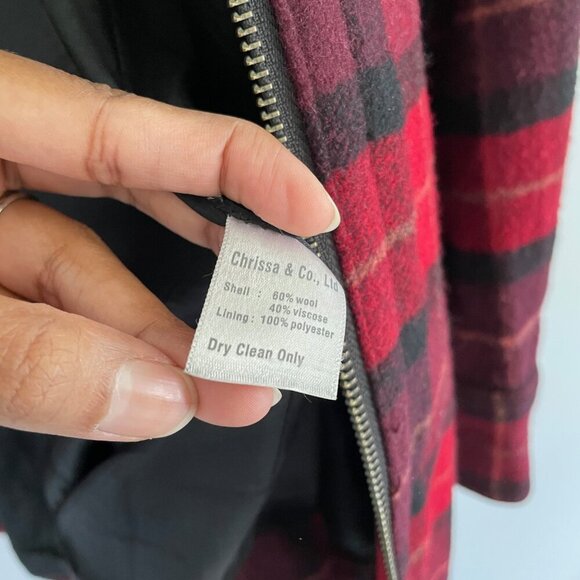 Chrissa & Co., Ltd
Shell : 60% wool
40% viscose
Lining : 100% polyester
Dry Clean Only